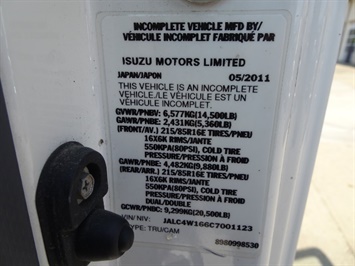 INCOMPLETE VEHICLE MFD BY/
VÉHICULE INCOMPLET FABRIQUÉ PAR
ISUZU MOTORS LIMITED
JAPAN/JAPON 05/2011
THIS VEHICLE IS AN INCOMPLETE
VEHICLE./LE VÉHICULE EST UN
VÉHICULE INCOMPLET.
GVWR/PNBV: 6,577KG(14,500LB)
GAWR/PNBE: 2,431KG(5,360LB)
(FRONT/AV.) 215/85R16E TIRES/PNEU
16X6K RIMS/JANTE
550KPA(80PSI), COLD TIRE
PRESSURE/PRESSION À FROID
GAWR/PNBE: 4,482KG(9,880LB)
(REAR/ARR.) 215/85R16E TIRES/PNEU
16X6K RIMS/JANTE
550KPA(80PSI), COLD TIRE
PRESSURE/PRESSION À FROID
DUAL/DOUBLE
GCWR/PNBC: 9,299KG(20,500LB)
VIN/ NIV: JALC4W166C7001123
TYPE: TRU/CAM
8980998530